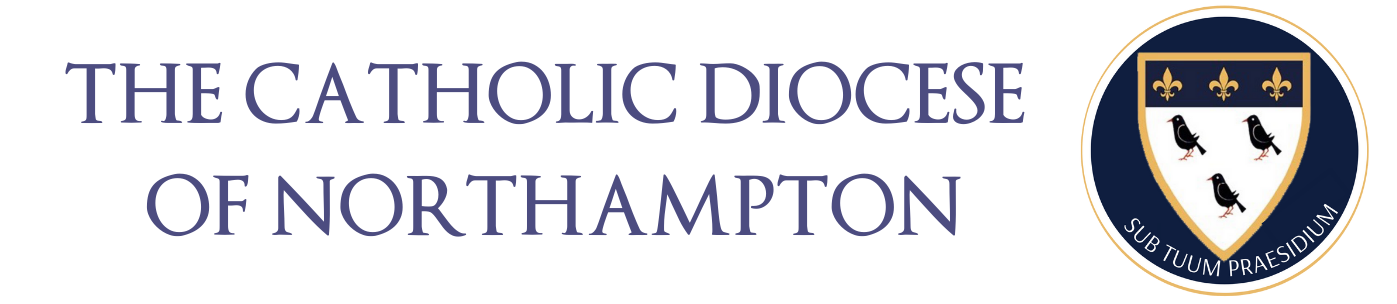 THE CATHOLIC DIOCESE
OF NORTHAMPTON
SUB TUUM PRAESIDIUM